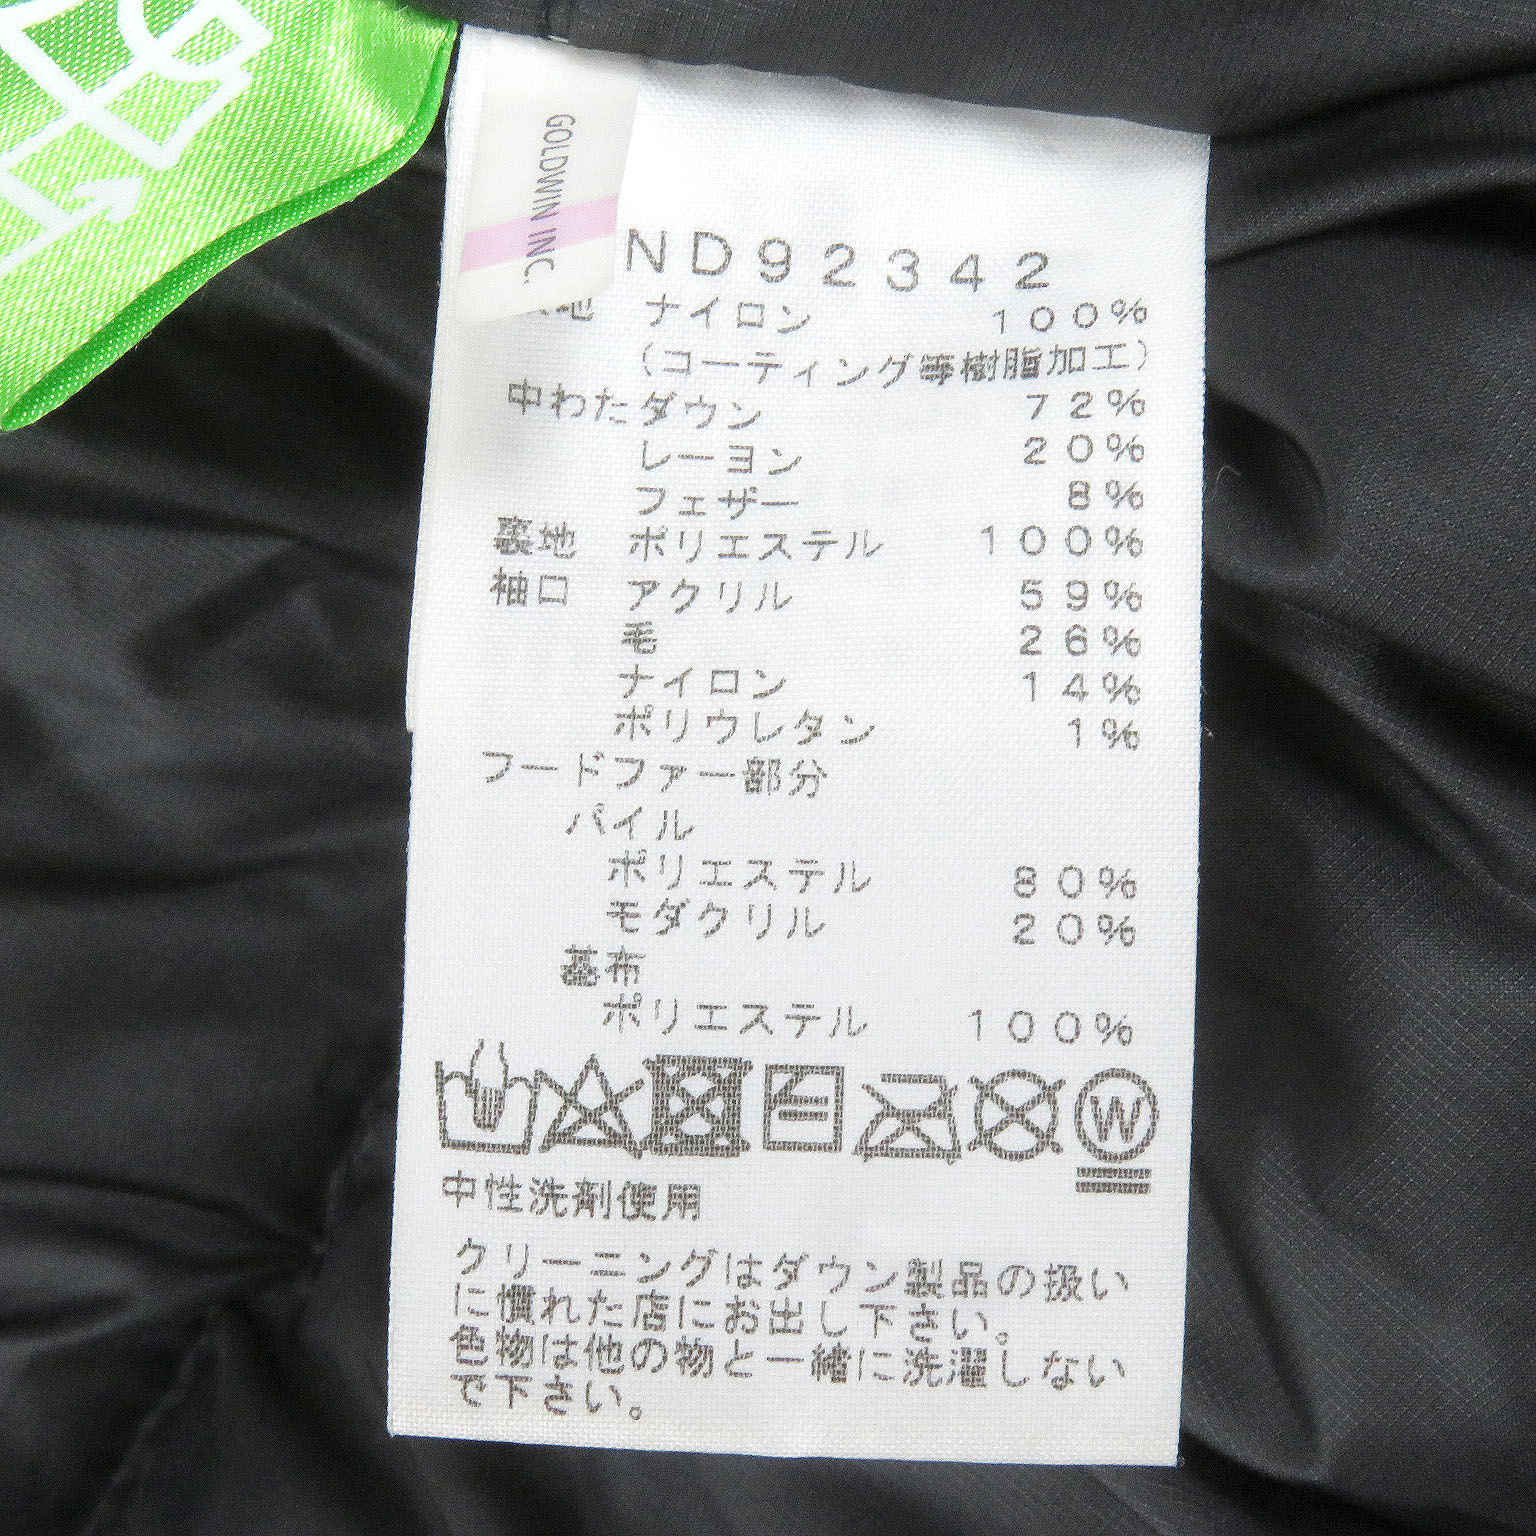 GOLDWIN INC.
ND92342
地 ナイロン 100%
(コーティング等樹脂加工)
中わた ダウン 72%
レーヨン 20%
フェザー 8%
裏地 ポリエステル 100%
袖口 アクリル 59%
毛 26%
ナイロン 14%
ポリウレタン 1%
フードファー部分
パイル
ポリエステル 80%
モダクリル 20%
基布
ポリエステル 100%
W
中性洗剤使用
クリーニングはダウン製品の扱い
に慣れた店にお出し下さい。
色物は他の物と一緒に洗濯しない
で下さい。